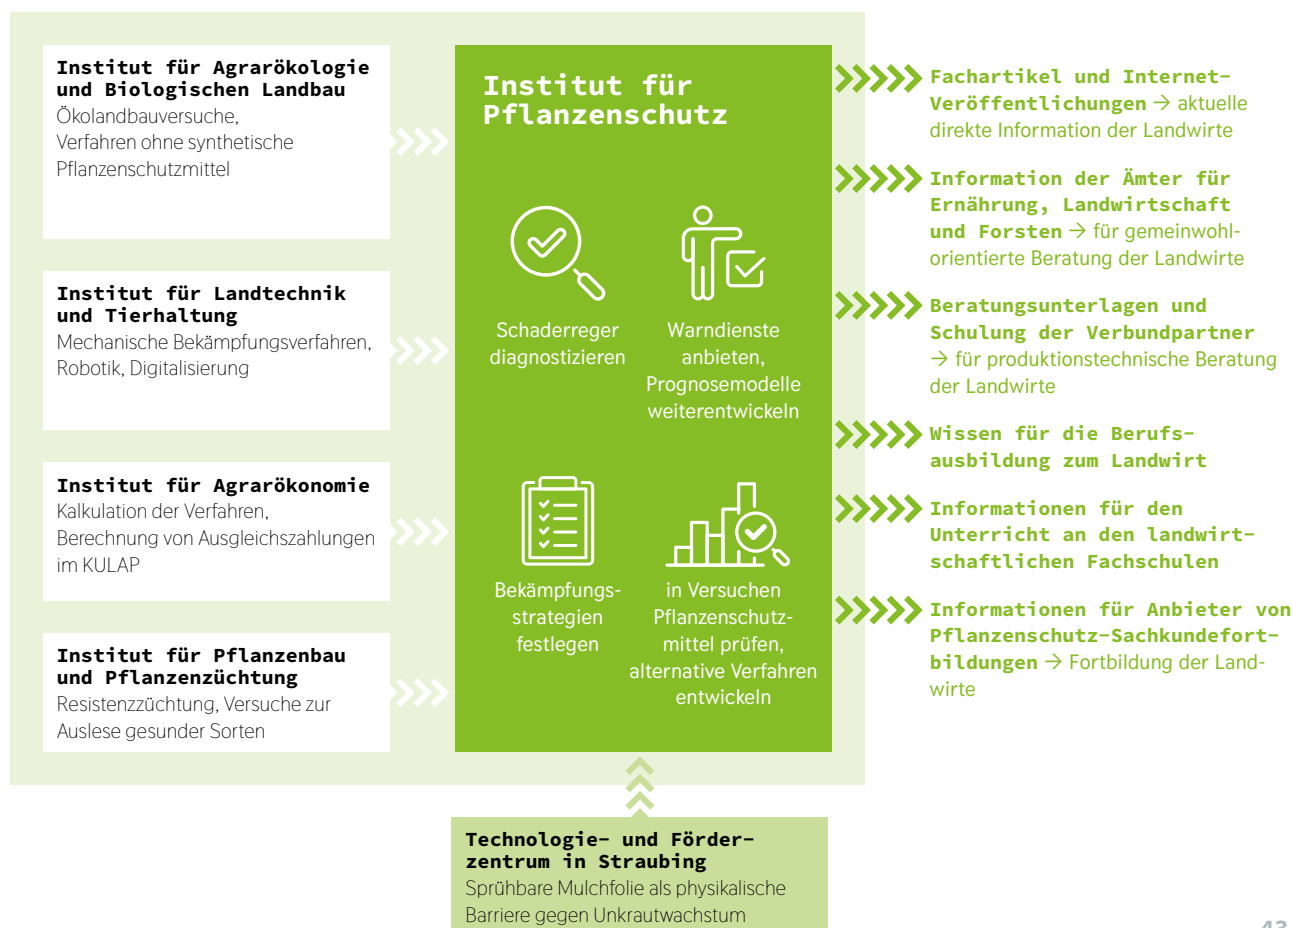 Institut für Agrarökologie
und Biologischen Landbau
Ökolandbauversuche,
Verfahren ohne synthetische
Pflanzenschutzmittel
Institut für Landtechnik
und Tierhaltung
Mechanische Bekämpfungsverfahren,
Robotik, Digitalisierung
Institut für Agrarökonomie
Kalkulation der Verfahren,
Berechnung von Ausgleichszahlungen
im KULAP
Institut für Pflanzenbau
und Pflanzenzüchtung
Resistenzzüchtung, Versuche zur
Auslese gesunder Sorten
Institut für
Pflanzenschutz
Schaderreger
diagnostizieren
Warndienste
anbieten,
Prognosemodelle
weiterentwickeln
Bekämpfungs-
strategien
festlegen
in Versuchen
Pflanzenschutz-
mittel prüfen,
alternative Verfahren
entwickeln
Technologie- und Förder-
zentrum in Straubing
Sprühbare Mulchfolie als physikalische
Barriere gegen Unkrautwachstum
Fachartikel und Internet-
Veröffentlichungen → aktuelle
direkte Information der Landwirte
Information der Ämter für
Ernährung, Landwirtschaft
und Forsten → für gemeinwohl-
orientierte Beratung der Landwirte
Beratungsunterlagen und
Schulung der Verbundpartner
→ für produktionstechnische Beratung
der Landwirte
Wissen für die Berufs-
ausbildung zum Landwirt
Informationen für den
Unterricht an den landwirt-
schaftlichen Fachschulen
Informationen für Anbieter von
Pflanzenschutz-Sachkundefort-
bildungen → Fortbildung der Land-
wirte